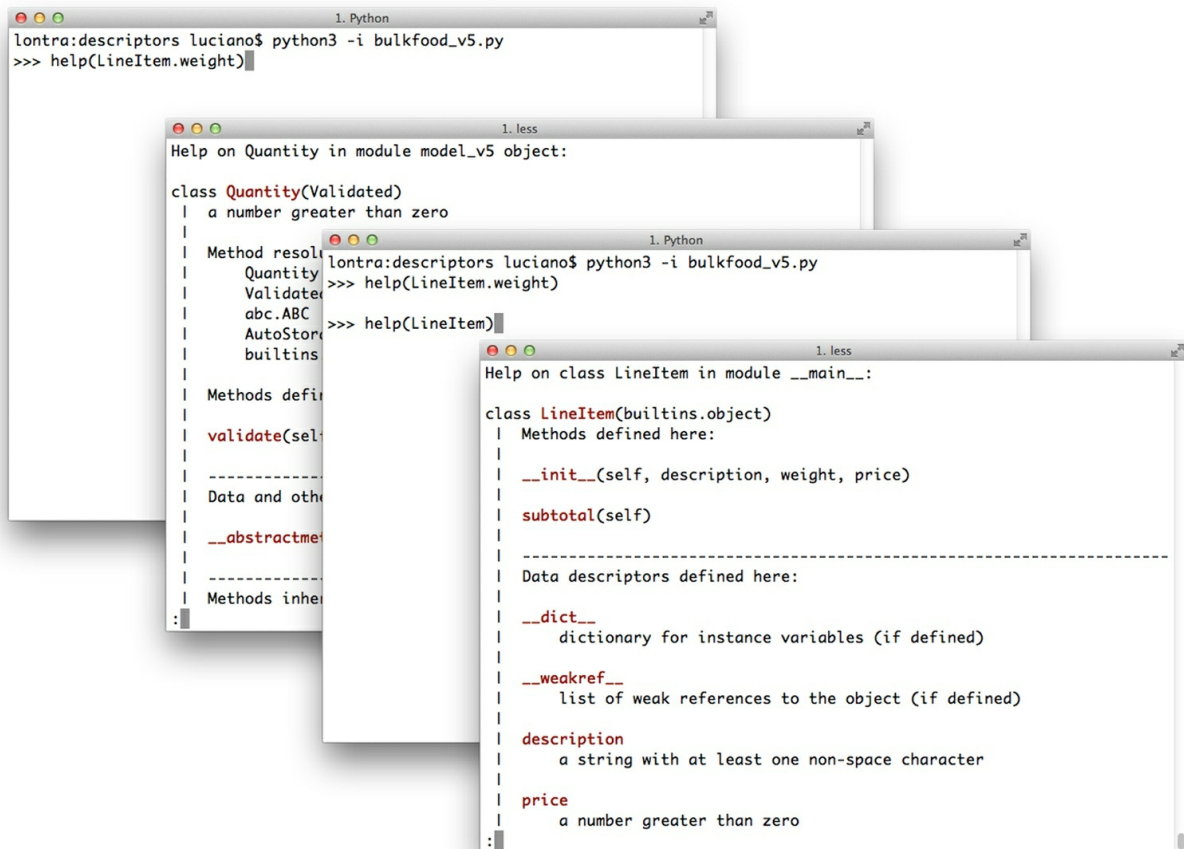 1. Python
lontra:descriptors luciano$ python3 -i bulkfood_v5.py
>>> help(LineItem.weight)
1. less
Help on Quantity in module model_v5 object:
class Quantity(Validated)
| a number greater than zero
|
| Method resolu
| Quantity
| Validated
| abc.ABC
| AutoStora
| builtins
|
| Methods defin
|
| validate(self
|
| -------------
| Data and othe
|
| __abstractmet
|
| -------------
| Methods inher
:
1. Python
lontra:descriptors luciano$ python3 -i bulkfood_v5.py
>>> help(LineItem.weight)
>>> help(LineItem)
1. less
Help on class LineItem in module __main__:
class LineItem(builtins.object)
| Methods defined here:
|
| __init__(self, description, weight, price)
|
| subtotal(self)
|
| ----------------------------------------------------------------------
| Data descriptors defined here:
|
| __dict__
| dictionary for instance variables (if defined)
|
| __weakref__
| list of weak references to the object (if defined)
|
| description
| a string with at least one non-space character
|
| price
| a number greater than zero
: